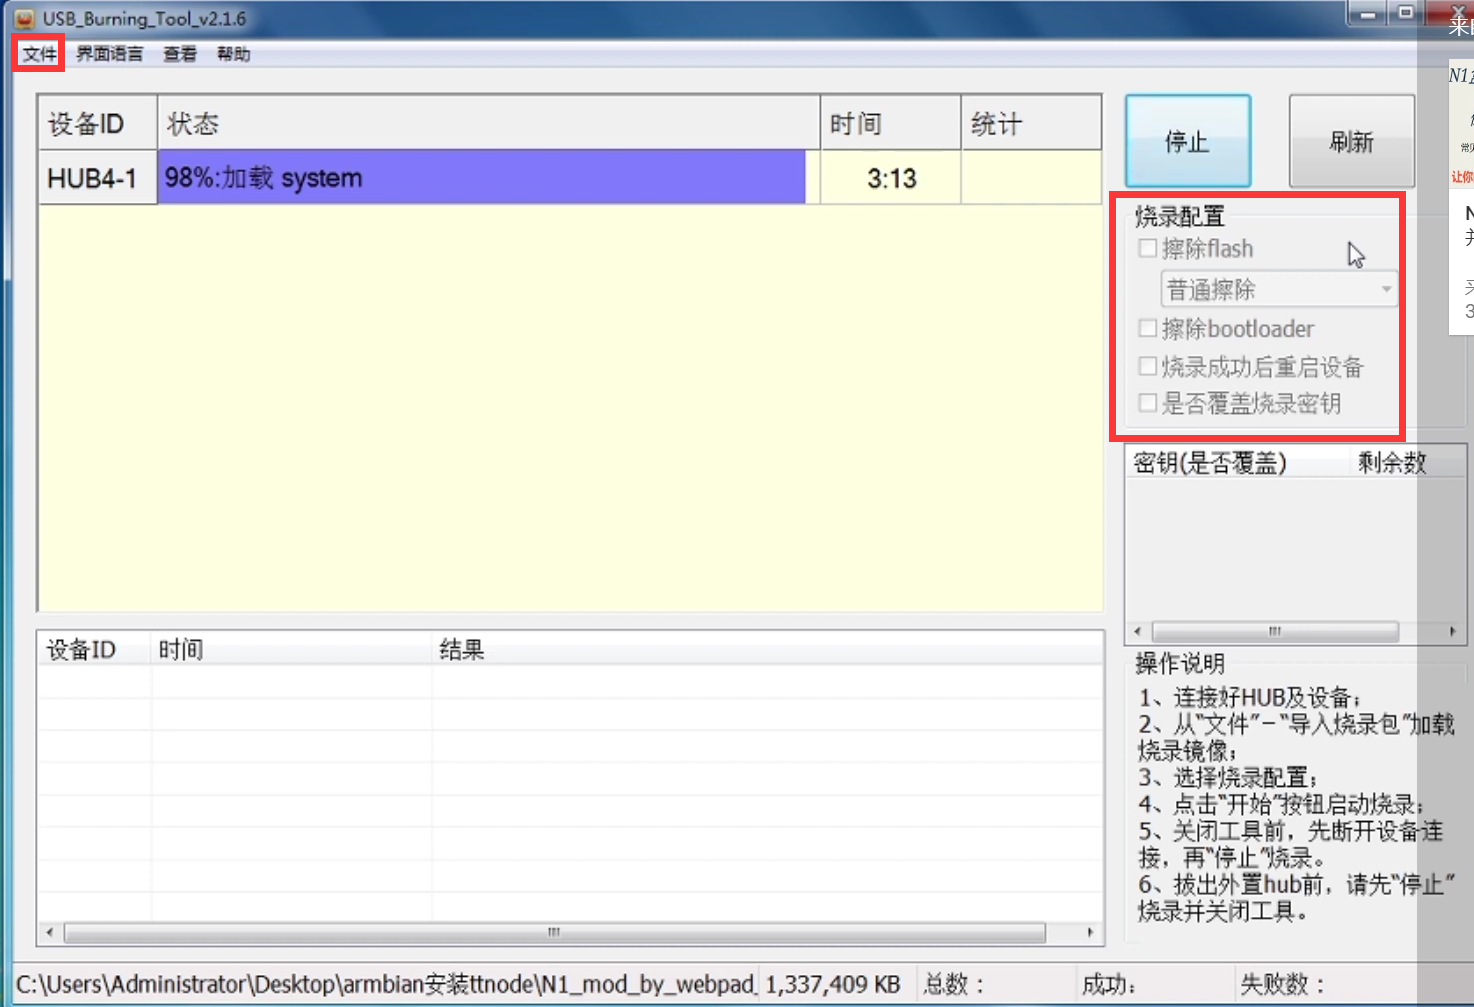 USB_Burning_Tool_v2.1.6
文件 界面语言 查看 帮助
设备ID 状态 时间 统计
HUB4-1 98%:加载 system 3:13
停止 刷新
烧录配置
擦除flash
普通擦除
擦除bootloader
烧录成功后重启设备
是否覆盖烧录密钥
密钥(是否覆盖) 剩余数
设备ID 时间 结果
操作说明
1、连接好HUB及设备；
2、从“文件”–“导入烧录包”加载
烧录镜像；
3、选择烧录配置；
4、点击“开始”按钮启动烧录；
5、关闭工具前，先断开设备连
接，再“停止”烧录。
6、拔出外置hub前，请先“停止”
烧录并关闭工具。
C:\Users\Administrator\Desktop\armbian安装ttnode\N1_mod_by_webpad_ 1,337,409 KB 总数： 成功： 失败数：
来
N1
常
让你
N
3